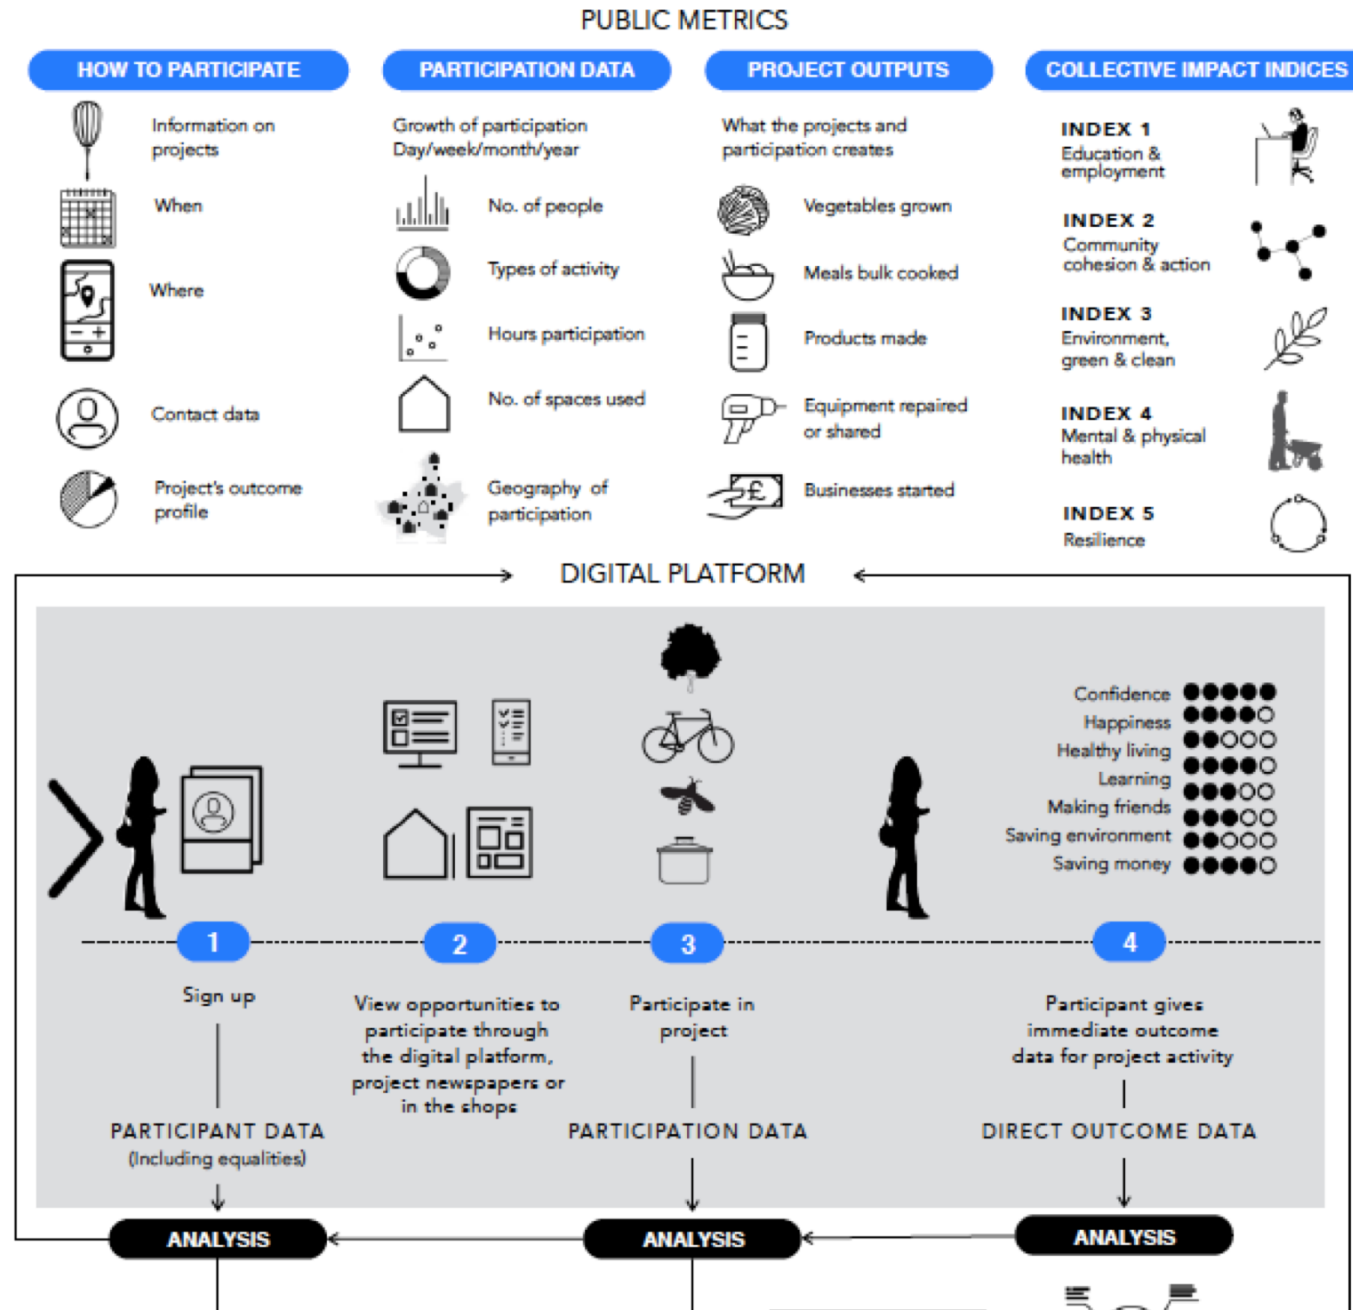 PUBLIC METRICS
HOW TO PARTICIPATE
Information on
projects
When
Where
Contact data
Project's outcome
profile
PARTICIPATION DATA
Growth of participation
Day/week/month/year
No. of people
Types of activity
Hours participation
No. of spaces used
Geography of
participation
PROJECT OUTPUTS
What the projects and
participation creates
Vegetables grown
Meals bulk cooked
Products made
Equipment repaired
or shared
£
Businesses started
COLLECTIVE IMPACT INDICES
INDEX 1
Education &
employment
INDEX 2
Community
cohesion & action
INDEX 3
Environment,
green & clean
INDEX 4
Mental & physical
health
INDEX 5
Resilience
DIGITAL PLATFORM
Confidence
Happiness
Healthy living
Learning
Making friends
Saving environment
Saving money
1
Sign up
PARTICIPANT DATA
(Including equalities)
ANALYSIS
2
View opportunities to
participate through
the digital platform,
project newspapers or
in the shops
3
Participate in
project
PARTICIPATION DATA
ANALYSIS
4
Participant gives
immediate outcome
data for project activity
DIRECT OUTCOME DATA
ANALYSIS